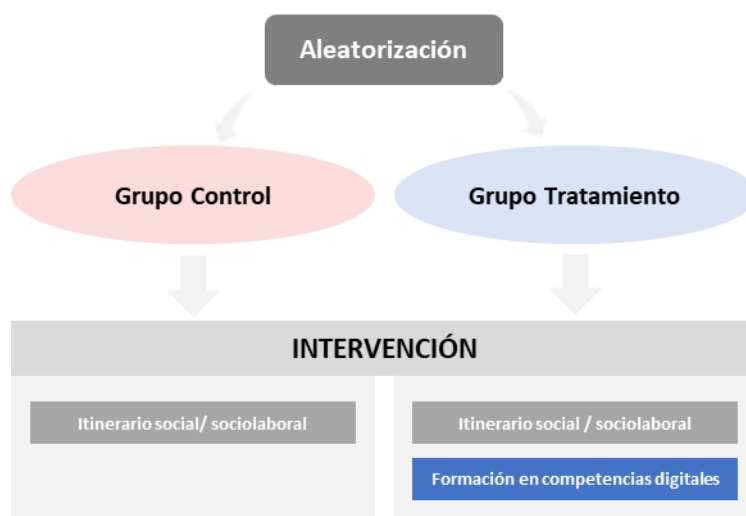 Aleatorización
Grupo Control
Grupo Tratamiento
INTERVENCIÓN
Itinerario social/ sociolaboral
Itinerario social / sociolaboral
Formación en competencias digitales